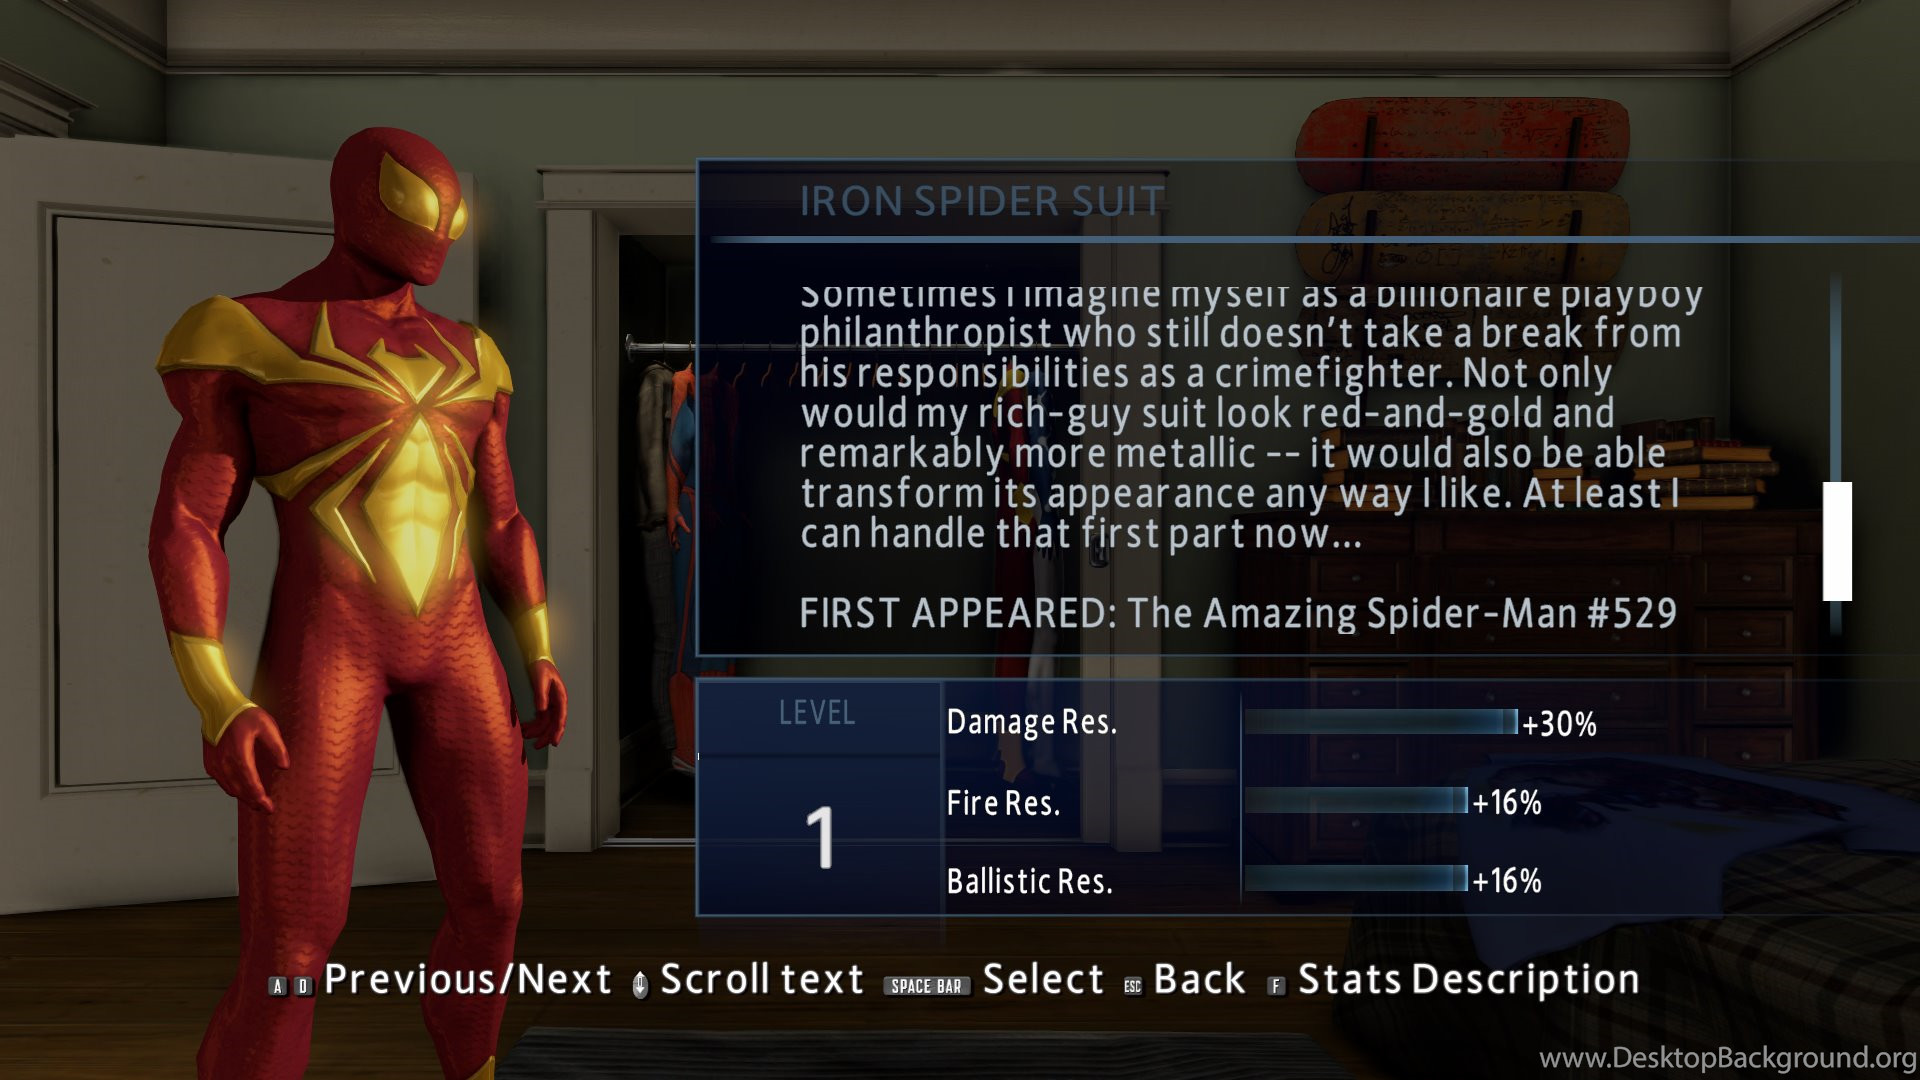 IRON SPIDER SUIT
Sometimes I imagine myself as a billionaire playboy
philanthropist who still doesn't take a break from
his responsibilities as a crimefighter. Not only
would my rich-guy suit look red-and-gold and
remarkably more metallic -- it would also be able
transform its appearance any way I like. At least I
can handle that first part now...
FIRST APPEARED: The Amazing Spider-Man #529
LEVEL
1
Damage Res. +30%
Fire Res. +16%
Ballistic Res. +16%
A D Previous/Next Scroll text SPACE BAR Select ESC Back F Stats Description
www.DesktopBackground.org